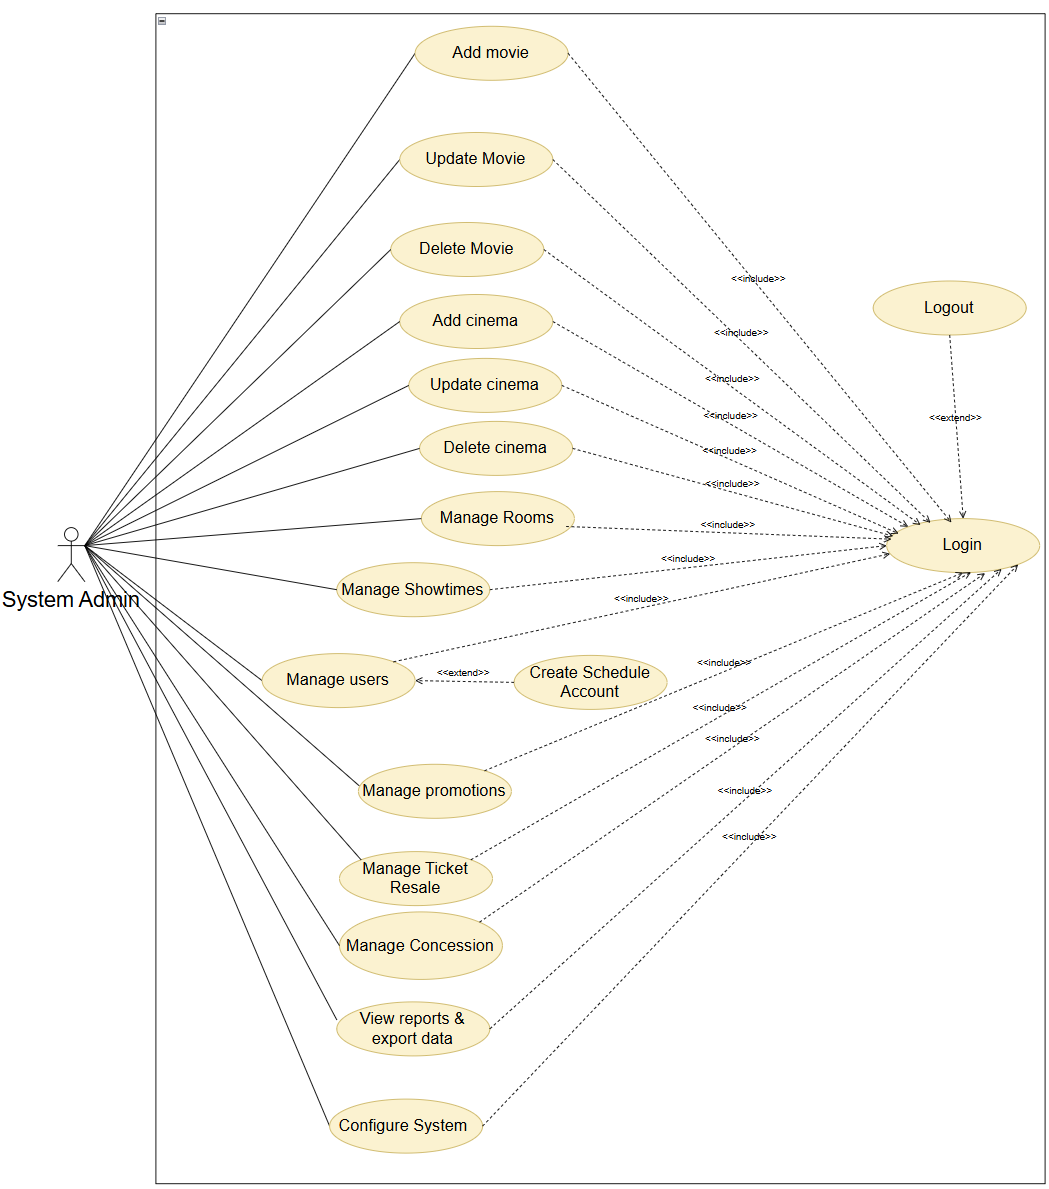 Add movie
Update Movie
Delete Movie
<<include>>
Add cinema
Logout
<<include>>
Update cinema
<<include>>
<<include>>
<<extend>>
Delete cinema
<<include>>
<<include>>
Manage Rooms
<<include>>
Login
<<include>>
Manage Showtimes
System Admin
<<include>>
Manage users
<<extend>>
Create Schedule
Account
<<include>>
<<include>>
<<include>>
Manage promotions
<<include>>
<<include>>
Manage Ticket
Resale
Manage Concession
View reports &
export data
Configure System